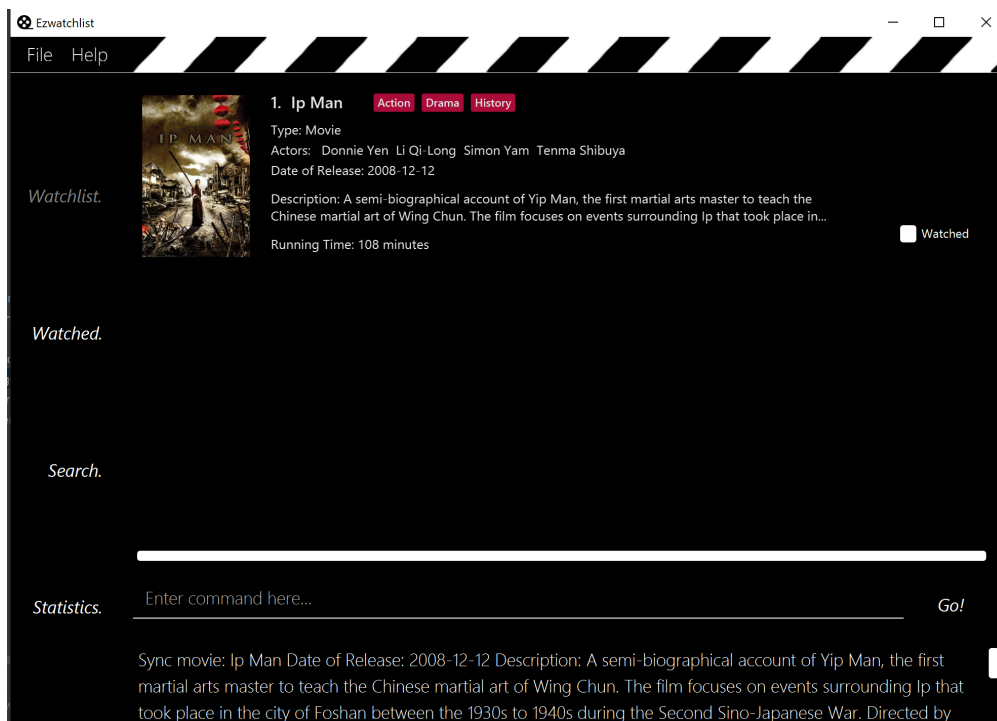 Ezwatchlist
File Help
IP MAN
1. Ip Man Action Drama History
Type: Movie
Actors: Donnie Yen Li Qi-Long Simon Yam Tenma Shibuya
Date of Release: 2008-12-12
Description: A semi-biographical account of Yip Man, the first martial arts master to teach the
Chinese martial art of Wing Chun. The film focuses on events surrounding Ip that took place in...
Running Time: 108 minutes
Watched
Watchlist.
Watched.
Search.
Statistics.
Enter command here...
Go!
Sync movie: Ip Man Date of Release: 2008-12-12 Description: A semi-biographical account of Yip Man, the first
martial arts master to teach the Chinese martial art of Wing Chun. The film focuses on events surrounding Ip that
took place in the city of Foshan between the 1930s to 1940s during the Second Sino-Japanese War. Directed by